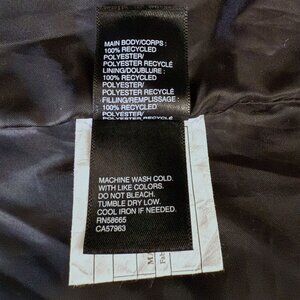 MAIN BODY/CORPS :
100% RECYCLED
POLYESTER/
POLYESTER RECYCLÉ
LINING/DOUBLURE :
100% RECYCLED
POLYESTER/
POLYESTER RECYCLÉ
FILLING/REMPLISSAGE :
100% RECYCLED
POLYESTER/
POLYESTER RECYCLÉ
MACHINE WASH COLD.
WITH LIKE COLORS.
DO NOT BLEACH.
TUMBLE DRY LOW.
COOL IRON IF NEEDED.
RN58665
CA57963